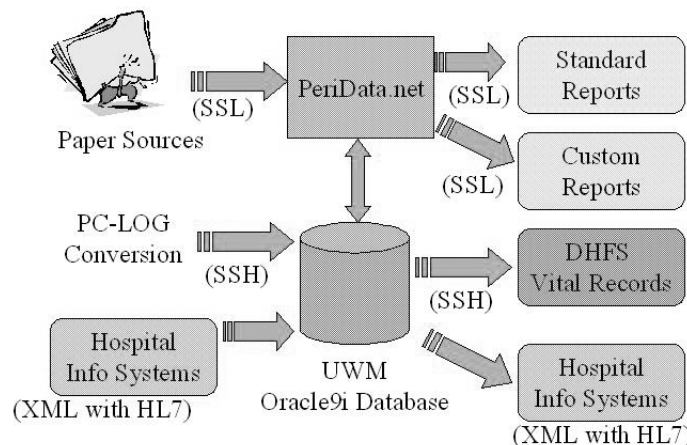 PeriData.net
Standard
Reports
(SSL)
(SSL)
Paper Sources
Custom
Reports
(SSL)
PC-LOG
Conversion
(SSH)
DHFS
Vital Records
(SSH)
Hospital
Info Systems
(XML with HL7)
UWM
Oracle9i Database
Hospital
Info Systems
(XML with HL7)